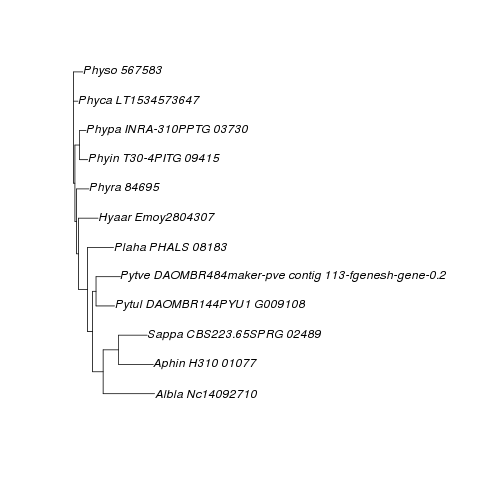 Physo 567583
Phyca LT1534573647
Phypa INRA-310PPTG 03730
Phyin T30-4PITG 09415
Phyra 84695
Hyaar Emoy2804307
Plaha PHALS 08183
Pytve DAOMBR484maker-pve contig 113-fgenesh-gene-0.2
Pytul DAOMBR144PYU1 G009108
Sappa CBS223.65SPRG 02489
Aphin H310 01077
Albla Nc14092710